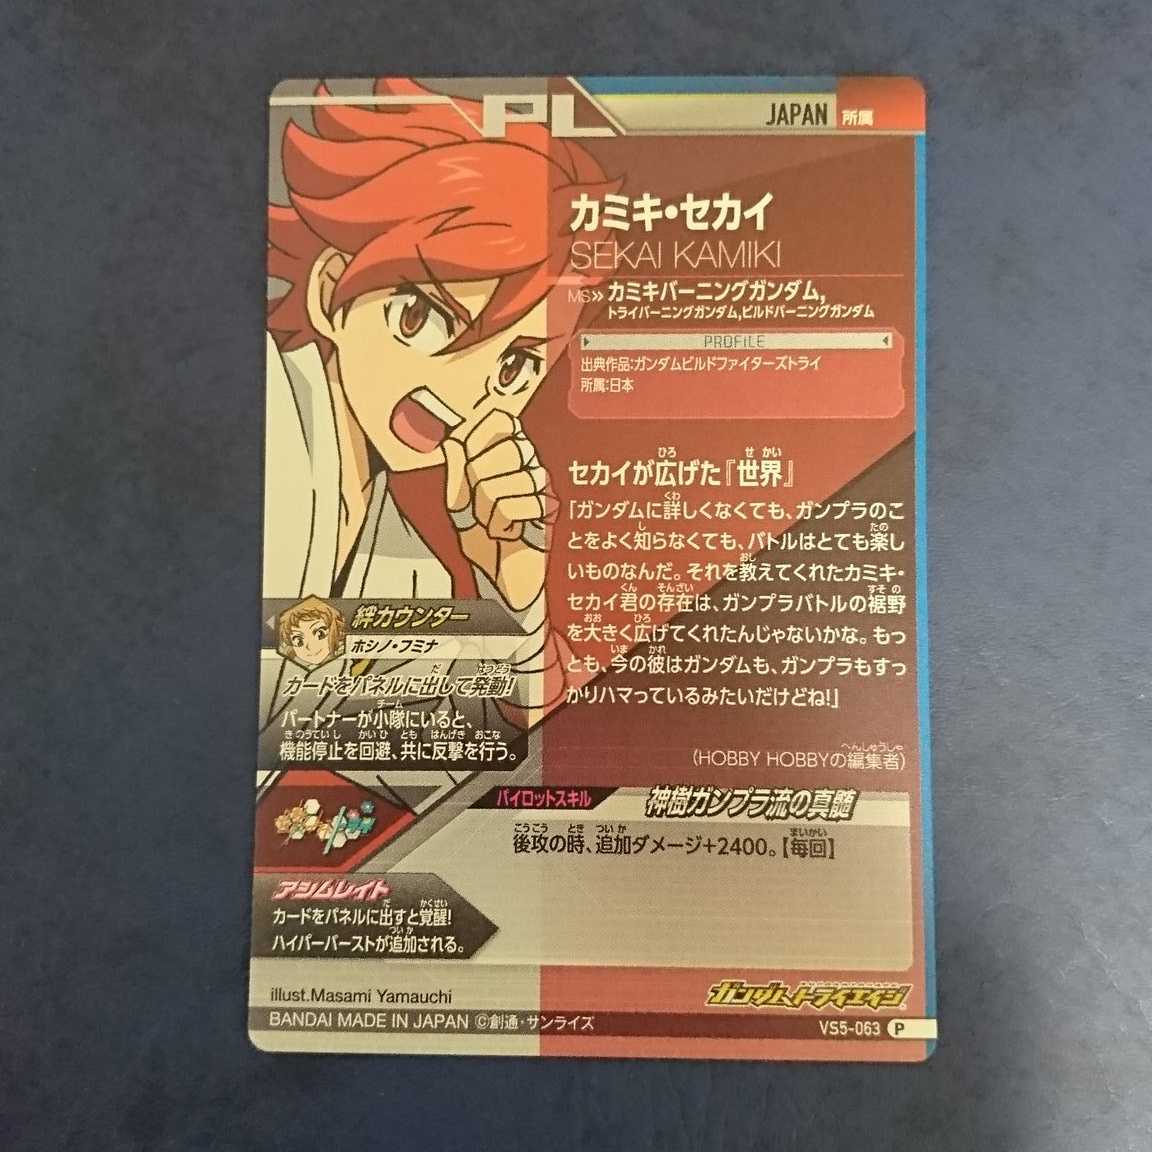 PL
JAPAN 所属
カミキ・セカイ
SEKAI KAMIKI
MS» カミキバーニングガンダム,
トライバーニングガンダム,ビルドバーニングガンダム
PROFILE
出典作品:ガンダムビルドファイターズトライ
所属:日本
セカイが広げた『世界』
「ガンダムに詳しくなくても、ガンプラのこ
とをよく知らなくても、バトルはとても楽し
いものなんだ。それを教えてくれたカミキ・
セカイ君の存在は、ガンプラバトルの裾野
を大きく広げてくれたんじゃないかな。もっ
とも、今の彼はガンダムも、ガンプラもすっ
かりハマっているみたいだけどね!」
(HOBBY HOBBYの編集者)
絆カウンター
ホシノ・フミナ
カードをパネルに出して発動!
パートナーが小隊にいると、
機能停止を回避、共に反撃を行う。
パイロットスキル 神樹ガンプラ流の真髄
後攻の時、追加ダメージ+2400。【毎回】
アシムレイト
カードをパネルに出すと覚醒!
ハイパーバーストが追加される。
illust.Masami Yamauchi
BANDAI MADE IN JAPAN ©創通・サンライズ
ガンダムトライエイジ
VS5-063 P